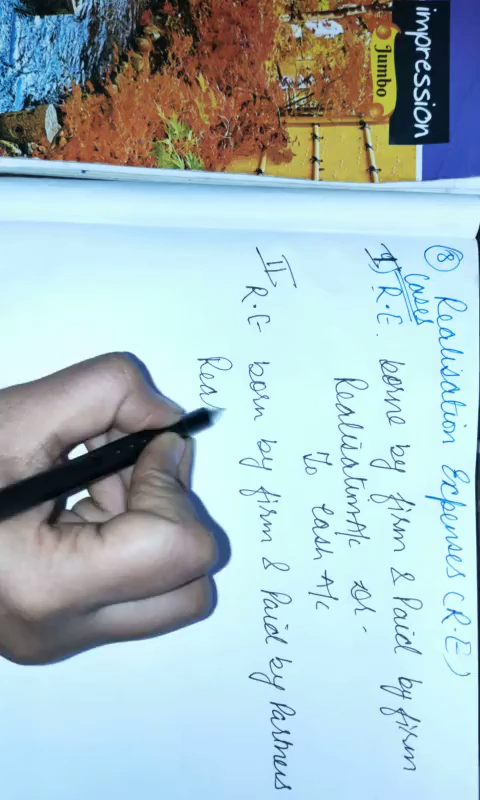 impression
Jumbo
⑧ Realisation Expenses (R.E)
Cases
I) R.E. borne by firm & Paid by firm
Realisation A/c Dr.
To Cash A/c
II, R.E born by firm & Paid by Partners
Rea